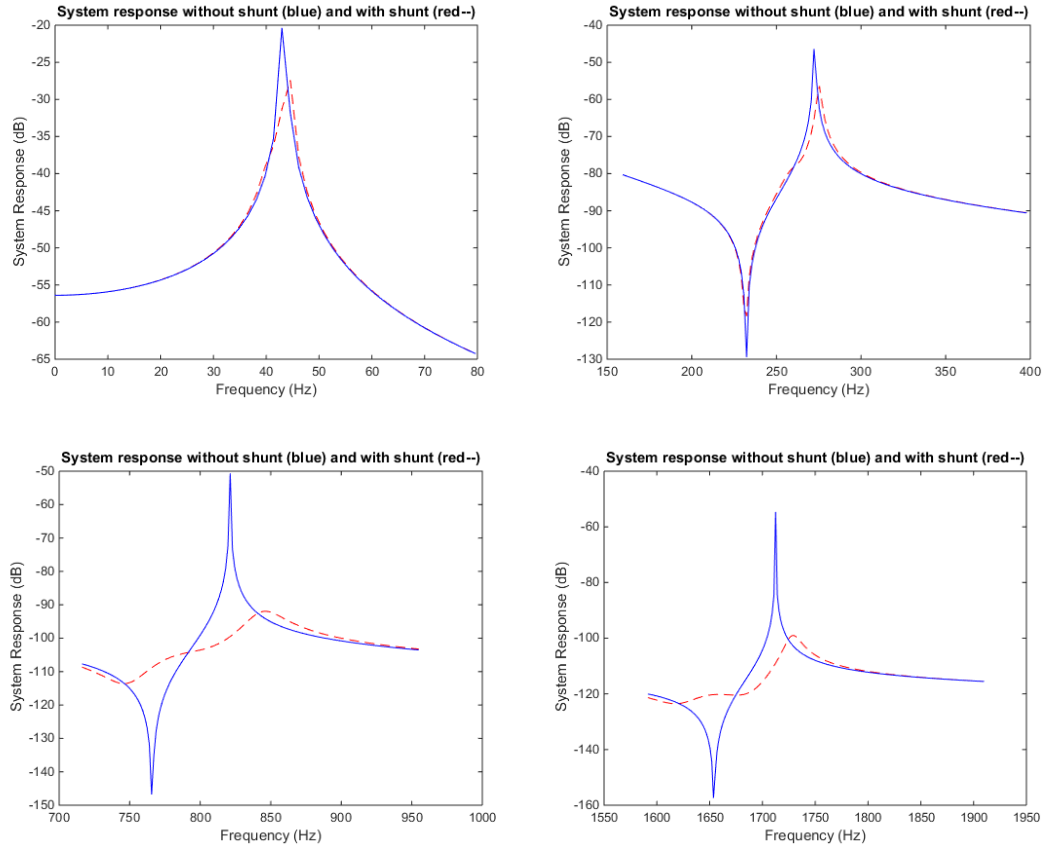 System response without shunt (blue) and with shunt (red--)
-20
-25
-30
-35
-40
-45
-50
-55
-60
-65
System Response (dB)
0 10 20 30 40 50 60 70 80
Frequency (Hz)
System response without shunt (blue) and with shunt (red--)
-40
-50
-60
-70
-80
-90
-100
-110
-120
-130
System Response (dB)
150 200 250 300 350 400
Frequency (Hz)
System response without shunt (blue) and with shunt (red--)
-50
-60
-70
-80
-90
-100
-110
-120
-130
-140
-150
System Response (dB)
700 750 800 850 900 950 1000
Frequency (Hz)
System response without shunt (blue) and with shunt (red--)
-40
-60
-80
-100
-120
-140
-160
System Response (dB)
1550 1600 1650 1700 1750 1800 1850 1900 1950
Frequency (Hz)